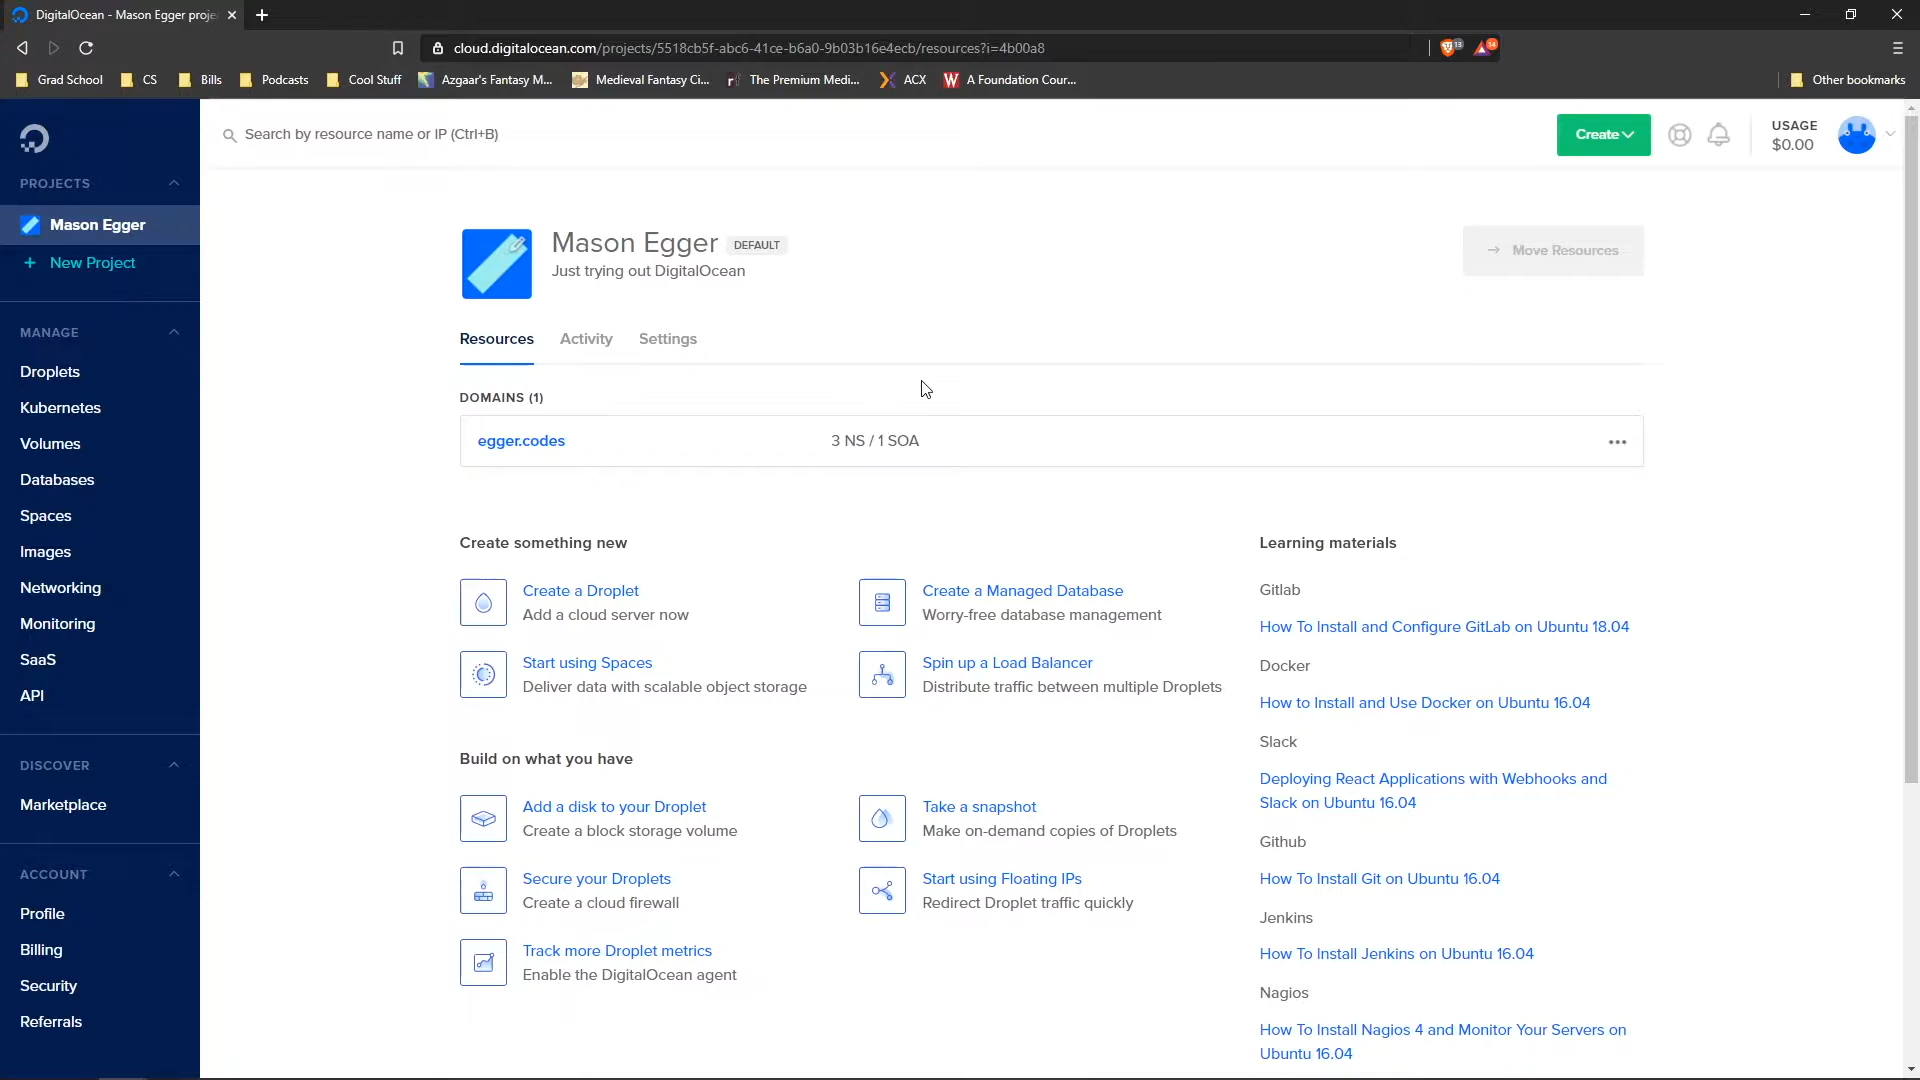 DigitalOcean - Mason Egger proje
cloud.digitalocean.com/projects/5518cb5f-abc6-41ce-b6a0-9b03b16e4ecb/resources?i=4b00a8
13
14
Grad School
CS
Bills
Podcasts
Cool Stuff
Azgaar's Fantasy M...
Medieval Fantasy Ci...
The Premium Medi...
ACX
A Foundation Cour...
Other bookmarks
Search by resource name or IP (Ctrl+B)
Create
USAGE
$0.00
PROJECTS
Mason Egger
+ New Project
MANAGE
Droplets
Kubernetes
Volumes
Databases
Spaces
Images
Networking
Monitoring
SaaS
API
DISCOVER
Marketplace
ACCOUNT
Profile
Billing
Security
Referrals
Mason Egger DEFAULT
Just trying out DigitalOcean
→ Move Resources
Resources
Activity
Settings
DOMAINS (1)
egger.codes
3 NS / 1 SOA
Create something new
Create a Droplet
Add a cloud server now
Create a Managed Database
Worry-free database management
Start using Spaces
Deliver data with scalable object storage
Spin up a Load Balancer
Distribute traffic between multiple Droplets
Build on what you have
Add a disk to your Droplet
Create a block storage volume
Take a snapshot
Make on-demand copies of Droplets
Secure your Droplets
Create a cloud firewall
Start using Floating IPs
Redirect Droplet traffic quickly
Track more Droplet metrics
Enable the DigitalOcean agent
Learning materials
Gitlab
How To Install and Configure GitLab on Ubuntu 18.04
Docker
How to Install and Use Docker on Ubuntu 16.04
Slack
Deploying React Applications with Webhooks and
Slack on Ubuntu 16.04
Github
How To Install Git on Ubuntu 16.04
Jenkins
How To Install Jenkins on Ubuntu 16.04
Nagios
How To Install Nagios 4 and Monitor Your Servers on
Ubuntu 16.04